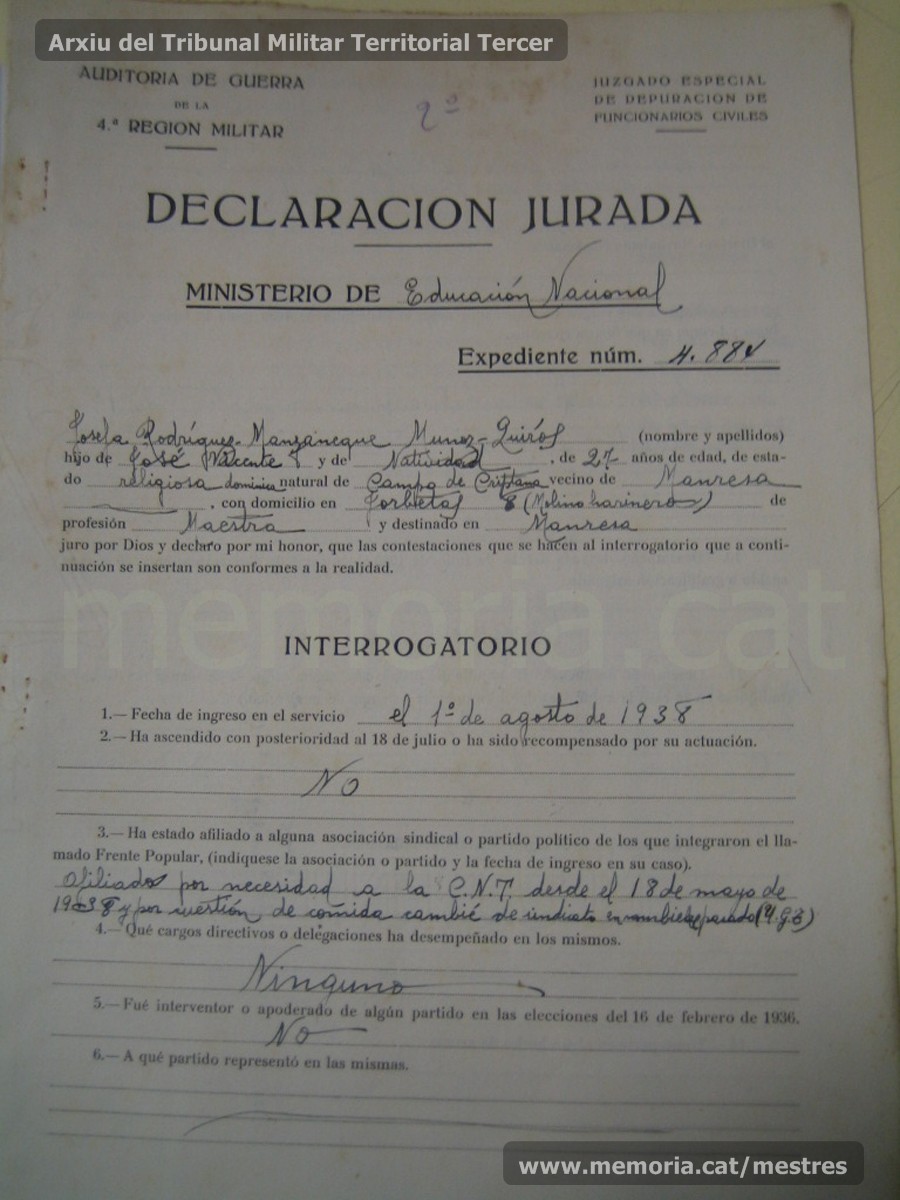 Arxiu del Tribunal Militar Territorial Tercer
AUDITORIA DE GUERRA
DE LA
4.ª REGION MILITAR
2º
JUZGADO ESPECIAL
DE DEPURACION DE
FUNCIONARIOS CIVILES
DECLARACION JURADA
MINISTERIO DE Educación Nacional
Expediente núm. 4.884
Josefa Rodríguez-Manzaneque Munoz-Quirós (nombre y apellidos)
hijo de José Vicente y de Natividad, de 27 años de edad, de esta-
do religiosa dominica natural de Campo de Criptana vecino de Manresa
, con domicilio en 8 (Molino harinero) de
profesión Maestra y destinado en Manresa
juro por Dios y declaro por mi honor, que las contestaciones que se hacen al interrogatorio que a conti-
nuación se insertan son conformes a la realidad.
memoria.cat
INTERROGATORIO
1.— Fecha de ingreso en el servicio el 1º de agosto de 1938
2.— Ha ascendido con posterioridad al 18 de julio o ha sido recompensado por su actuación.
No
3.— Ha estado afiliado a alguna asociación sindical o partido político de los que integraron el lla-
mado Frente Popular, (indíquese la asociación o partido y la fecha de ingreso en su caso).
afiliada por necesidad a la C.N.T. desde el 18 de mayo de
1938 y por cuestión de comida cambié de sindicato en
4.— Qué cargos directivos o delegaciones ha desempeñado en los mismos.
Ninguno
5.— Fué interventor o apoderado de algún partido en las elecciones del 16 de febrero de 1936.
No
6.— A qué partido representó en las mismas.
www.memoria.cat/mestres